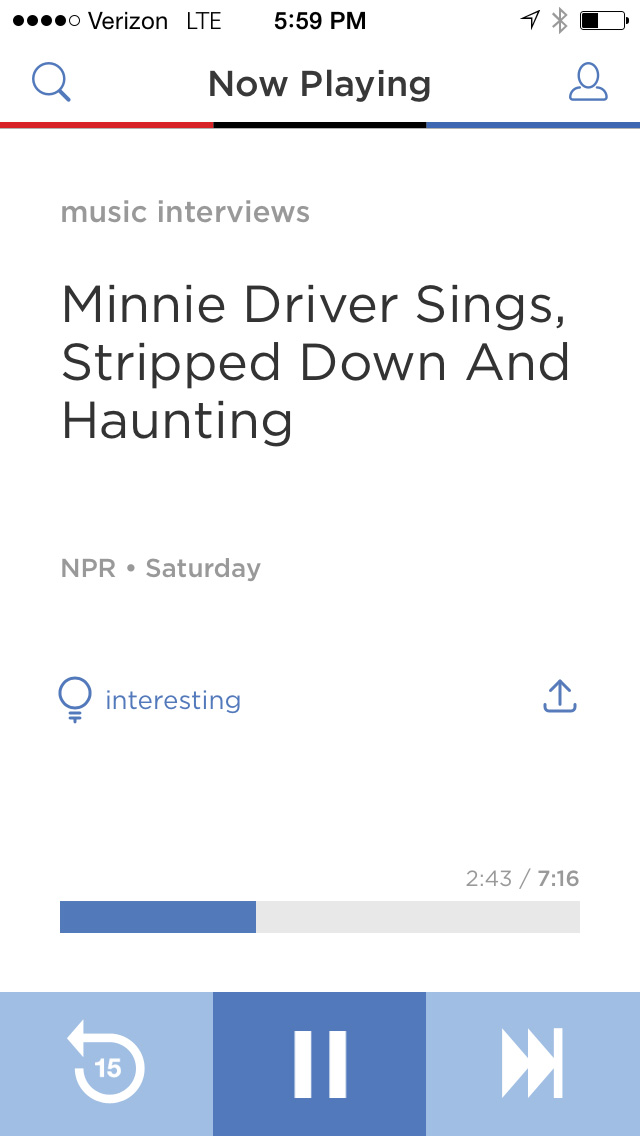 Verizon LTE 5:59 PM
Now Playing
music interviews
Minnie Driver Sings,
Stripped Down And
Haunting
NPR • Saturday
interesting
2:43 / 7:16
15